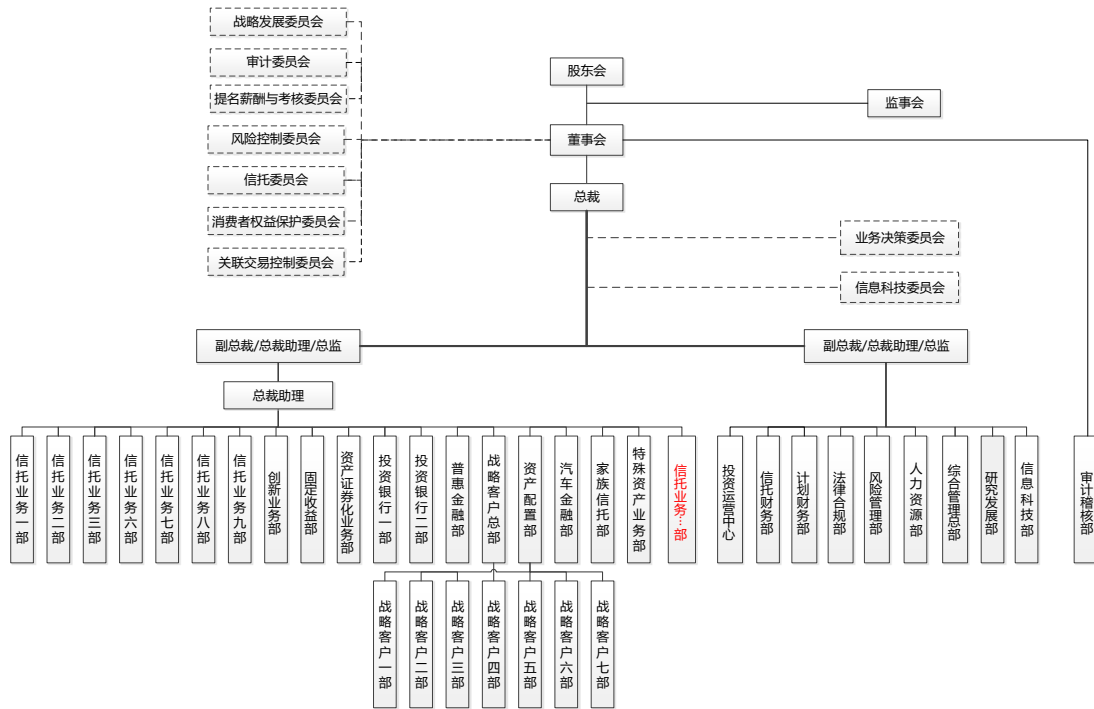 战略发展委员会
审计委员会
提名薪酬与考核委员会
风险控制委员会
信托委员会
消费者权益保护委员会
关联交易控制委员会
股东会
监事会
董事会
总裁
业务决策委员会
信息科技委员会
副总裁/总裁助理/总监
副总裁/总裁助理/总监
总裁助理
信托业务一部
信托业务二部
信托业务三部
信托业务六部
信托业务七部
信托业务八部
信托业务九部
创新业务部
固定收益部
资产证券化业务部
投资银行一部
投资银行二部
普惠金融部
战略客户总部
资产配置部
汽车金融部
家族信托部
特殊资产业务部
信托业务…部
投资运营中心
信托财务部
计划财务部
法律合规部
风险管理部
人力资源部
综合管理总部
研究发展部
信息科技部
审计稽核部
战略客户一部
战略客户二部
战略客户三部
战略客户四部
战略客户五部
战略客户六部
战略客户七部